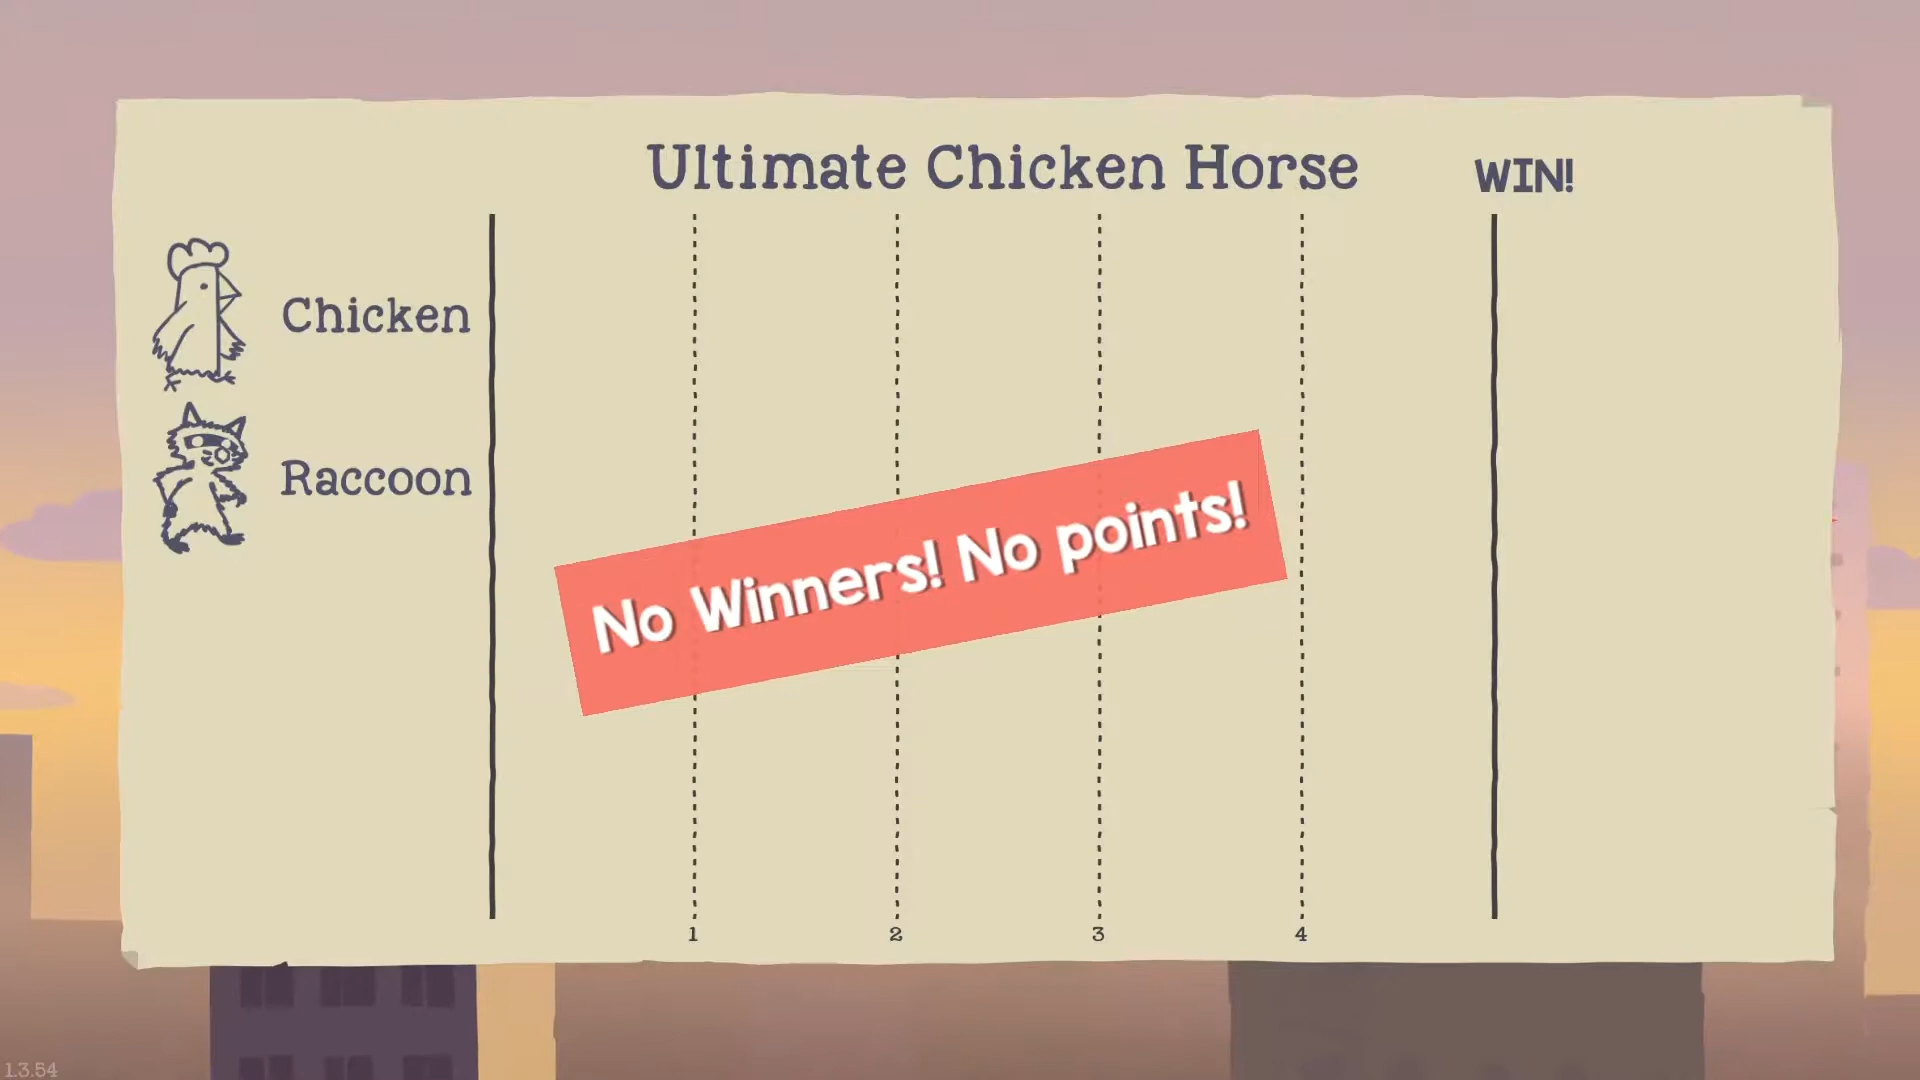 Ultimate Chicken Horse
WIN!
Chicken
Raccoon
No Winners! No points!
1 2 3 4
1.3.54